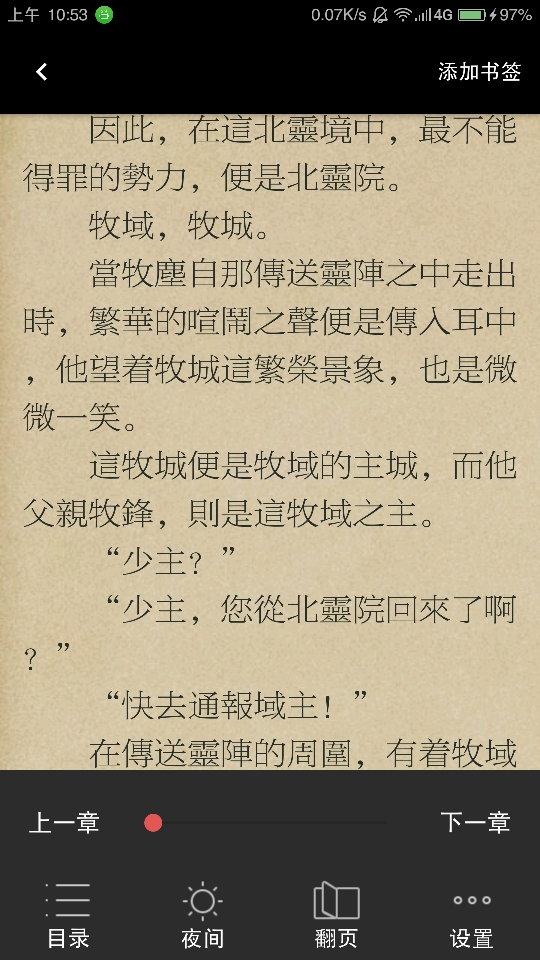 上午 10:53 0.07K/s 4G 97%
添加书签
因此，在這北靈境中，最不能
得罪的勢力，便是北靈院。
牧域，牧城。
當牧塵自那傳送靈陣之中走出
時，繁華的喧鬧之聲便是傳入耳中
，他望着牧城這繁榮景象，也是微
微一笑。
這牧城便是牧域的主城，而他
父親牧鋒，則是這牧域之主。
“少主？”
“少主，您從北靈院回來了啊
？”
“快去通報域主！”
在傳送靈陣的周圍，有着牧域
上一章 下一章
目录 夜间 翻页 设置